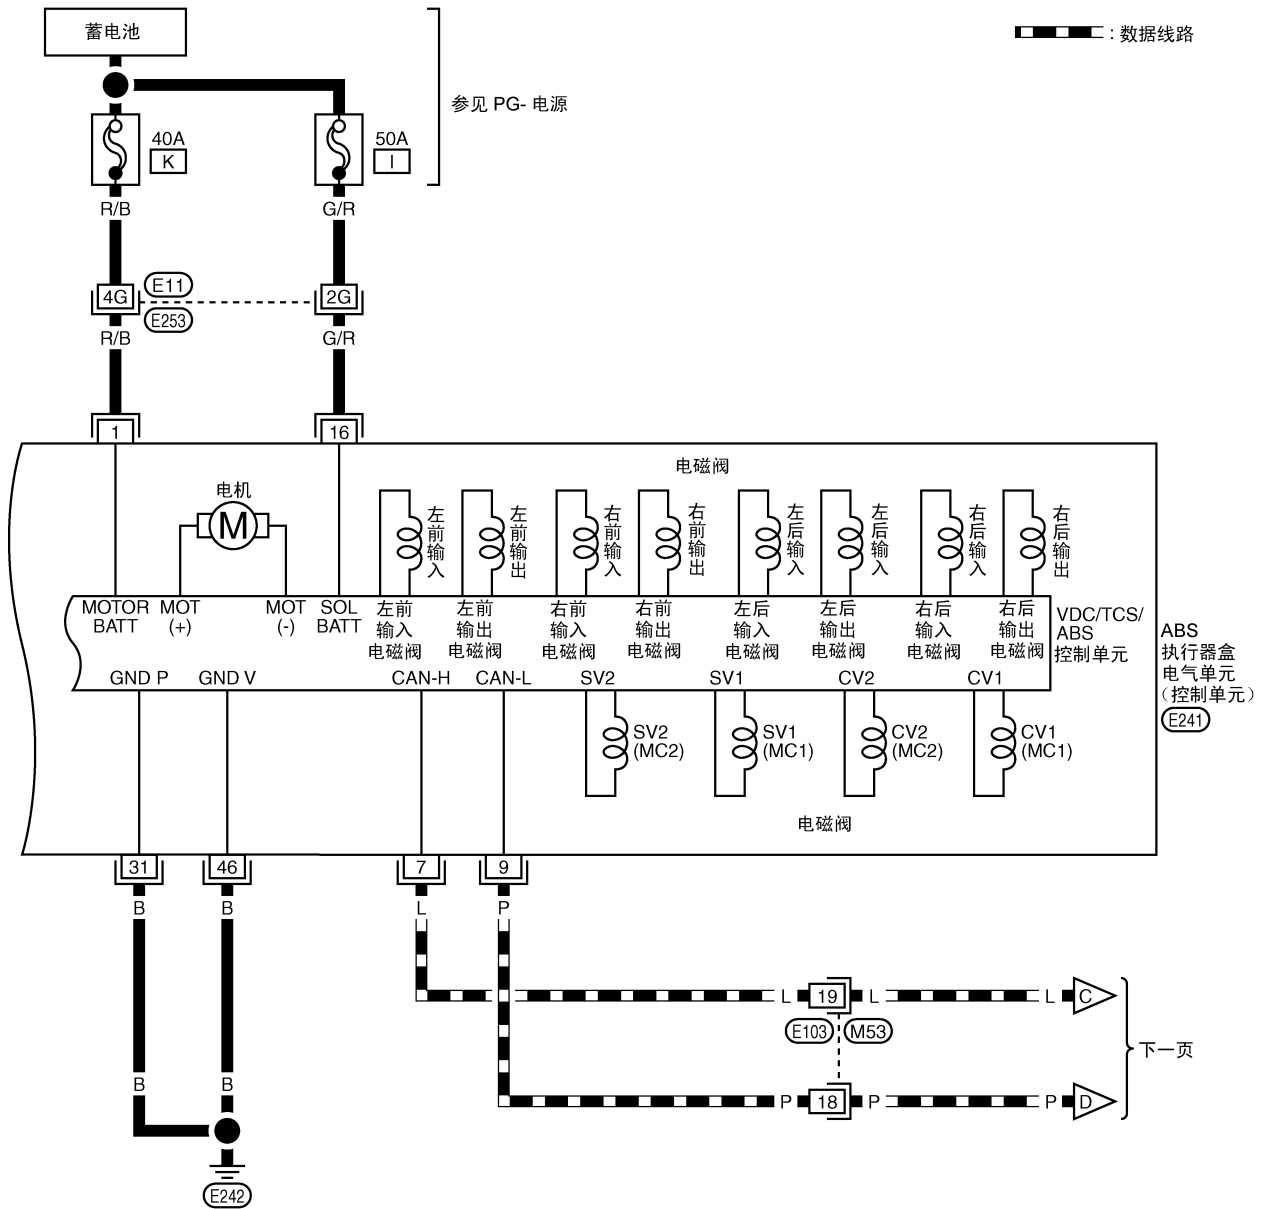 蓄电池
: 数据线路
参见 PG- 电源
40A
K
50A
I
R/B
G/R
4G
E11
2G
E253
R/B
G/R
1
16
电磁阀
电机
M
左前输入
左前输出
右前输入
右前输出
左后输入
左后输入
右后输入
右后输出
MOTOR
BATT
MOT
(+)
MOT
(-)
SOL
BATT
左前
输入
电磁阀
左前
输出
电磁阀
右前
输入
电磁阀
右前
输出
电磁阀
左后
输入
电磁阀
左后
输出
电磁阀
右后
输入
电磁阀
右后
输出
电磁阀
VDC/TCS/
ABS
控制单元
ABS
执行器盒
电气单元
（控制单元）
E241
GND P
GND V
CAN-H
CAN-L
SV2
SV1
CV2
CV1
SV2
(MC2)
SV1
(MC1)
CV2
(MC2)
CV1
(MC1)
电磁阀
31
46
7
9
B
B
L
P
L
19
L
L
C
E103
M53
下一页
B
B
P
18
P
P
D
E242